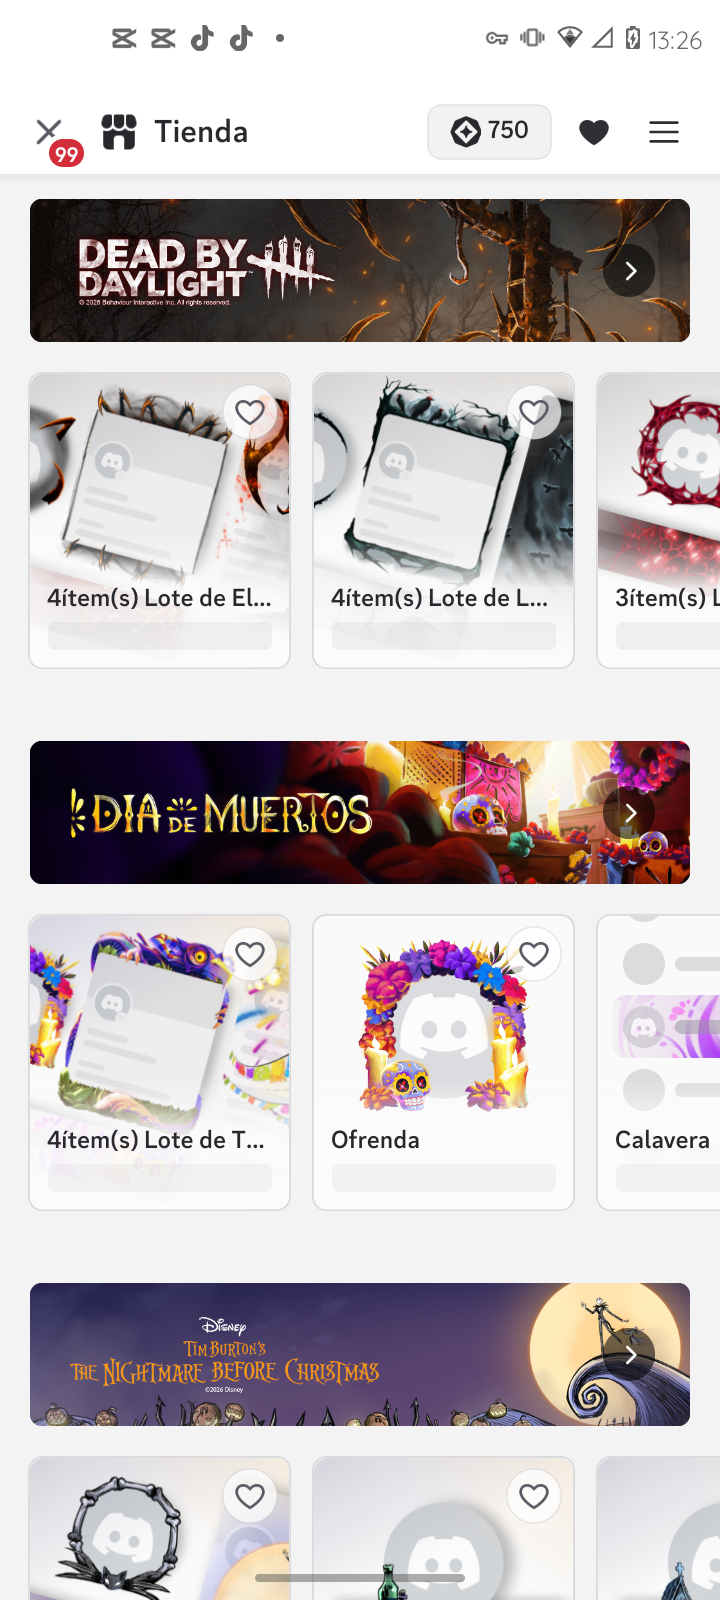 13:26
99
Tienda
750
DEAD BY
DAYLIGHT™
© 2026 Behaviour Interactive Inc. All rights reserved.
4ítem(s) Lote de El...
4ítem(s) Lote de L...
3ítem(s) L
DIA DE MUERTOS
4ítem(s) Lote de T...
Ofrenda
Calavera
Disney
TIM BURTON'S
THE NIGHTMARE BEFORE CHRISTMAS
©2026 Disney